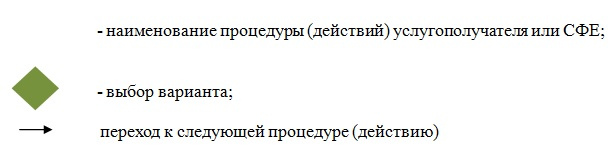 - наименование процедуры (действий) услугополучателя или СФЕ;
- выбор варианта;
переход к следующей процедуре (действию)